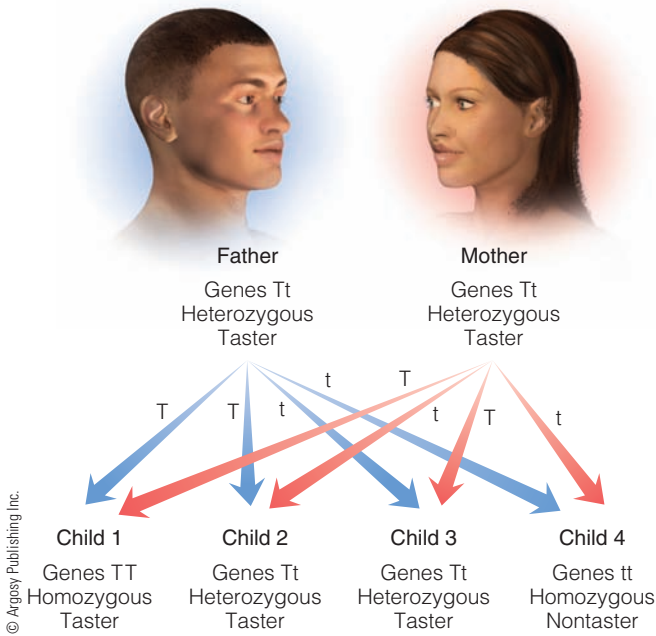 Father
Genes Tt
Heterozygous
Taster
Mother
Genes Tt
Heterozygous
Taster
T
T
t
t
T
t
T
t
Child 1
Genes TT
Homozygous
Taster
Child 2
Genes Tt
Heterozygous
Taster
Child 3
Genes Tt
Heterozygous
Taster
Child 4
Genes tt
Homozygous
Nontaster
© Argosy Publishing Inc.